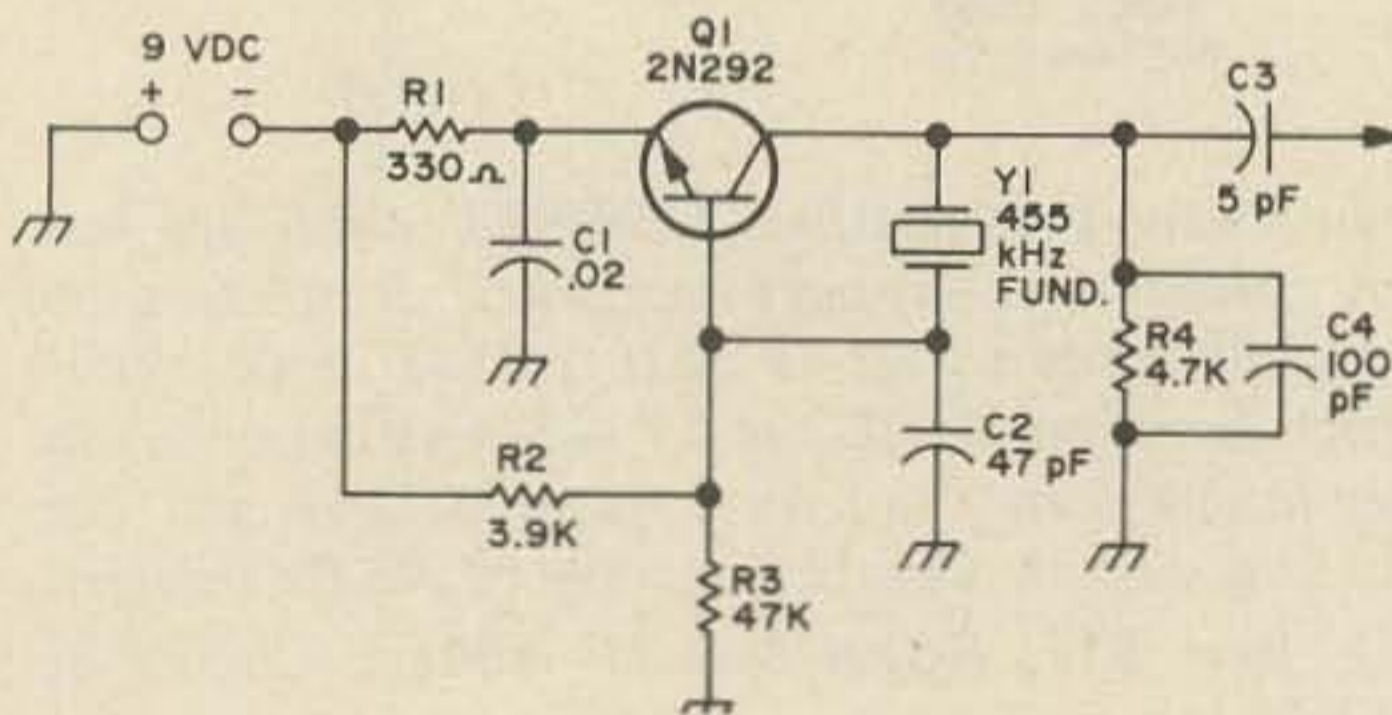 9 VDC
+ -
R1
330Ω
C1
.02
Q1
2N292
Y1
455
kHz
FUND.
C3
5 pF
R4
4.7K
C4
100
pF
C2
47 pF
R2
3.9K
R3
47K